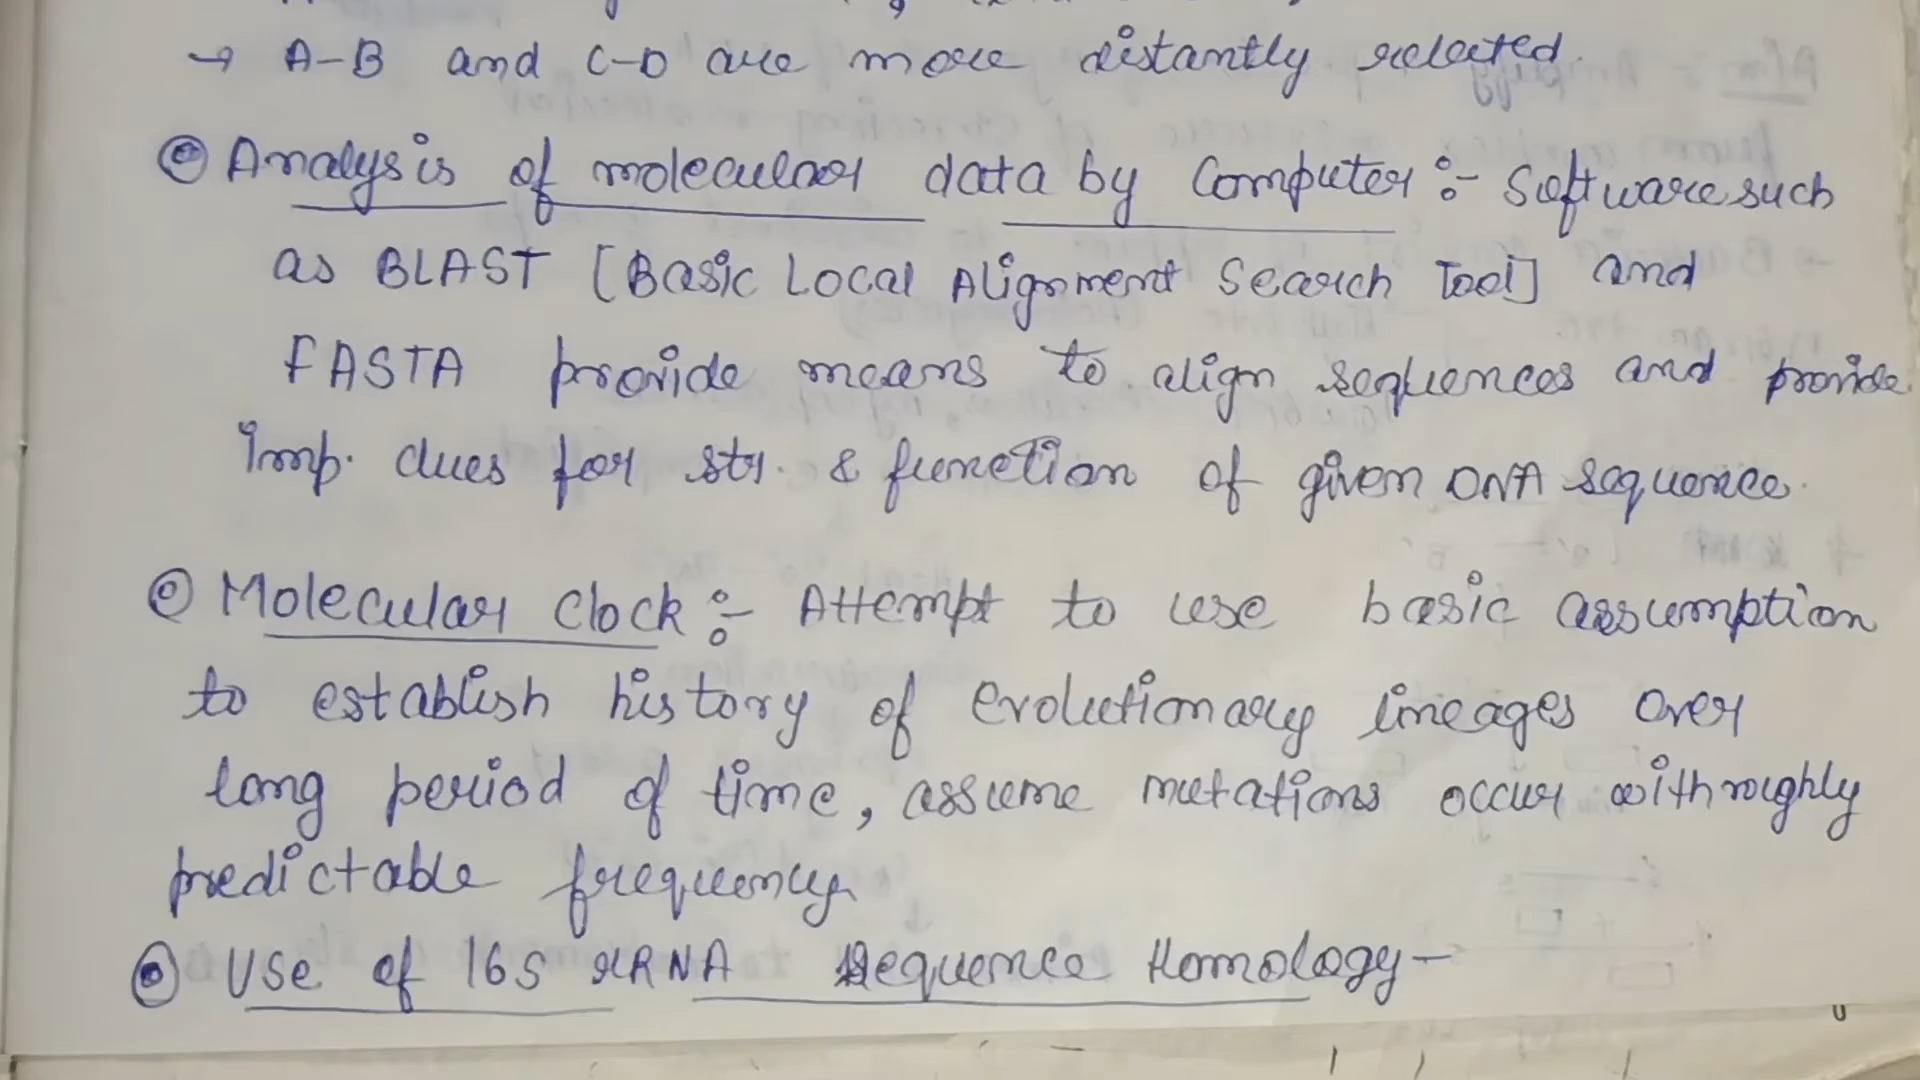 → A-B and C-D are more distantly related.
Analysis of molecular data by Computer :- Software such
as BLAST [Basic Local Alignment Search Tool] and
FASTA provide means to align sequences and provide
imp. clues for str. & function of given DNA sequence.
Molecular Clock :- Attempt to use basic assumption
to establish history of evolutionary lineages over
long period of time, assume mutations occur with roughly
predictable frequency.
Use of 16S rRNA Sequence Homology -